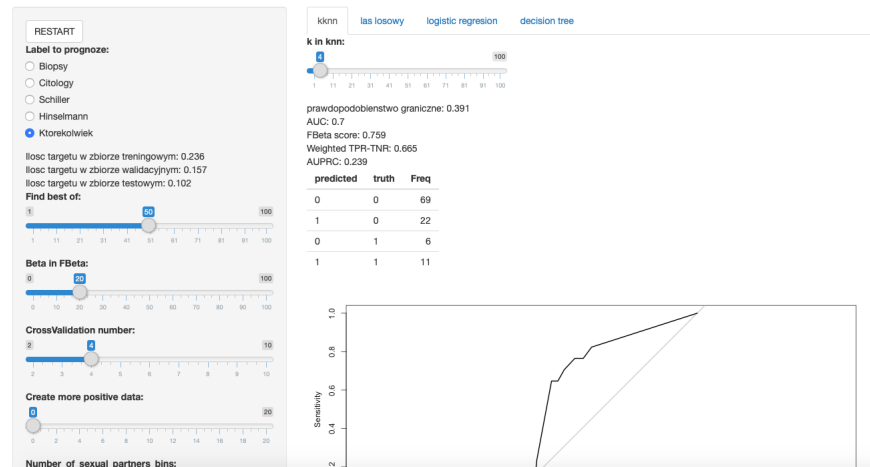 RESTART
Label to prognoze:
Biopsy
Citology
Schiller
Hinselmann
Ktorekolwiek
Ilosc targetu w zbiorze treningowym: 0.236
Ilosc targetu w zbiorze walidacyjnym: 0.157
Ilosc targetu w zbiorze testowym: 0.102
Find best of:
1 50 100
1 11 21 31 41 51 61 71 81 91 100
Beta in FBeta:
0 20 100
0 10 20 30 40 50 60 70 80 90 100
CrossValidation number:
2 4 10
2 3 4 5 6 7 8 9 10
Create more positive data:
0 20
0 2 4 6 8 10 12 14 16 18 20
Number of sexual partners bins:
kknn las losowy logistic regresion decision tree
k in knn:
4 100
1 11 21 31 41 51 61 71 81 91 100
prawdopodobienstwo graniczne: 0.391
AUC: 0.7
FBeta score: 0.759
Weighted TPR-TNR: 0.665
AUPRC: 0.239
predicted truth Freq
0 0 69
1 0 22
0 1 6
1 1 11
1.0
0.8
0.6
0.4
Sensitivity